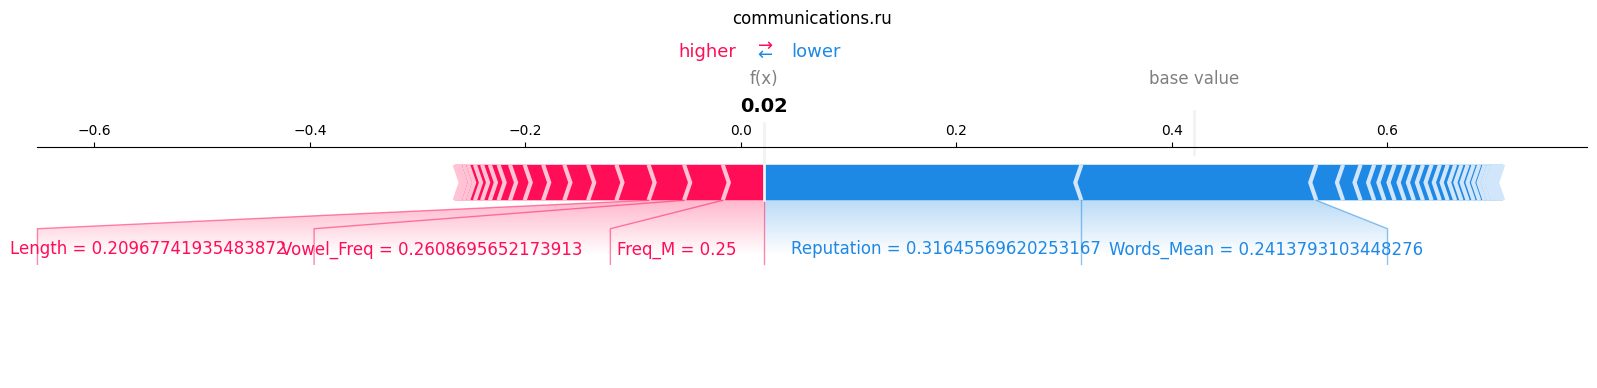 communications.ru
higher ⇄ lower
f(x) base value
0.02
−0.6 −0.4 −0.2 0.0 0.2 0.4 0.6
Length = 0.20967741935483872 Vowel_Freq = 0.2608695652173913 Freq_M = 0.25 Reputation = 0.31645569620253167 Words_Mean = 0.2413793103448276